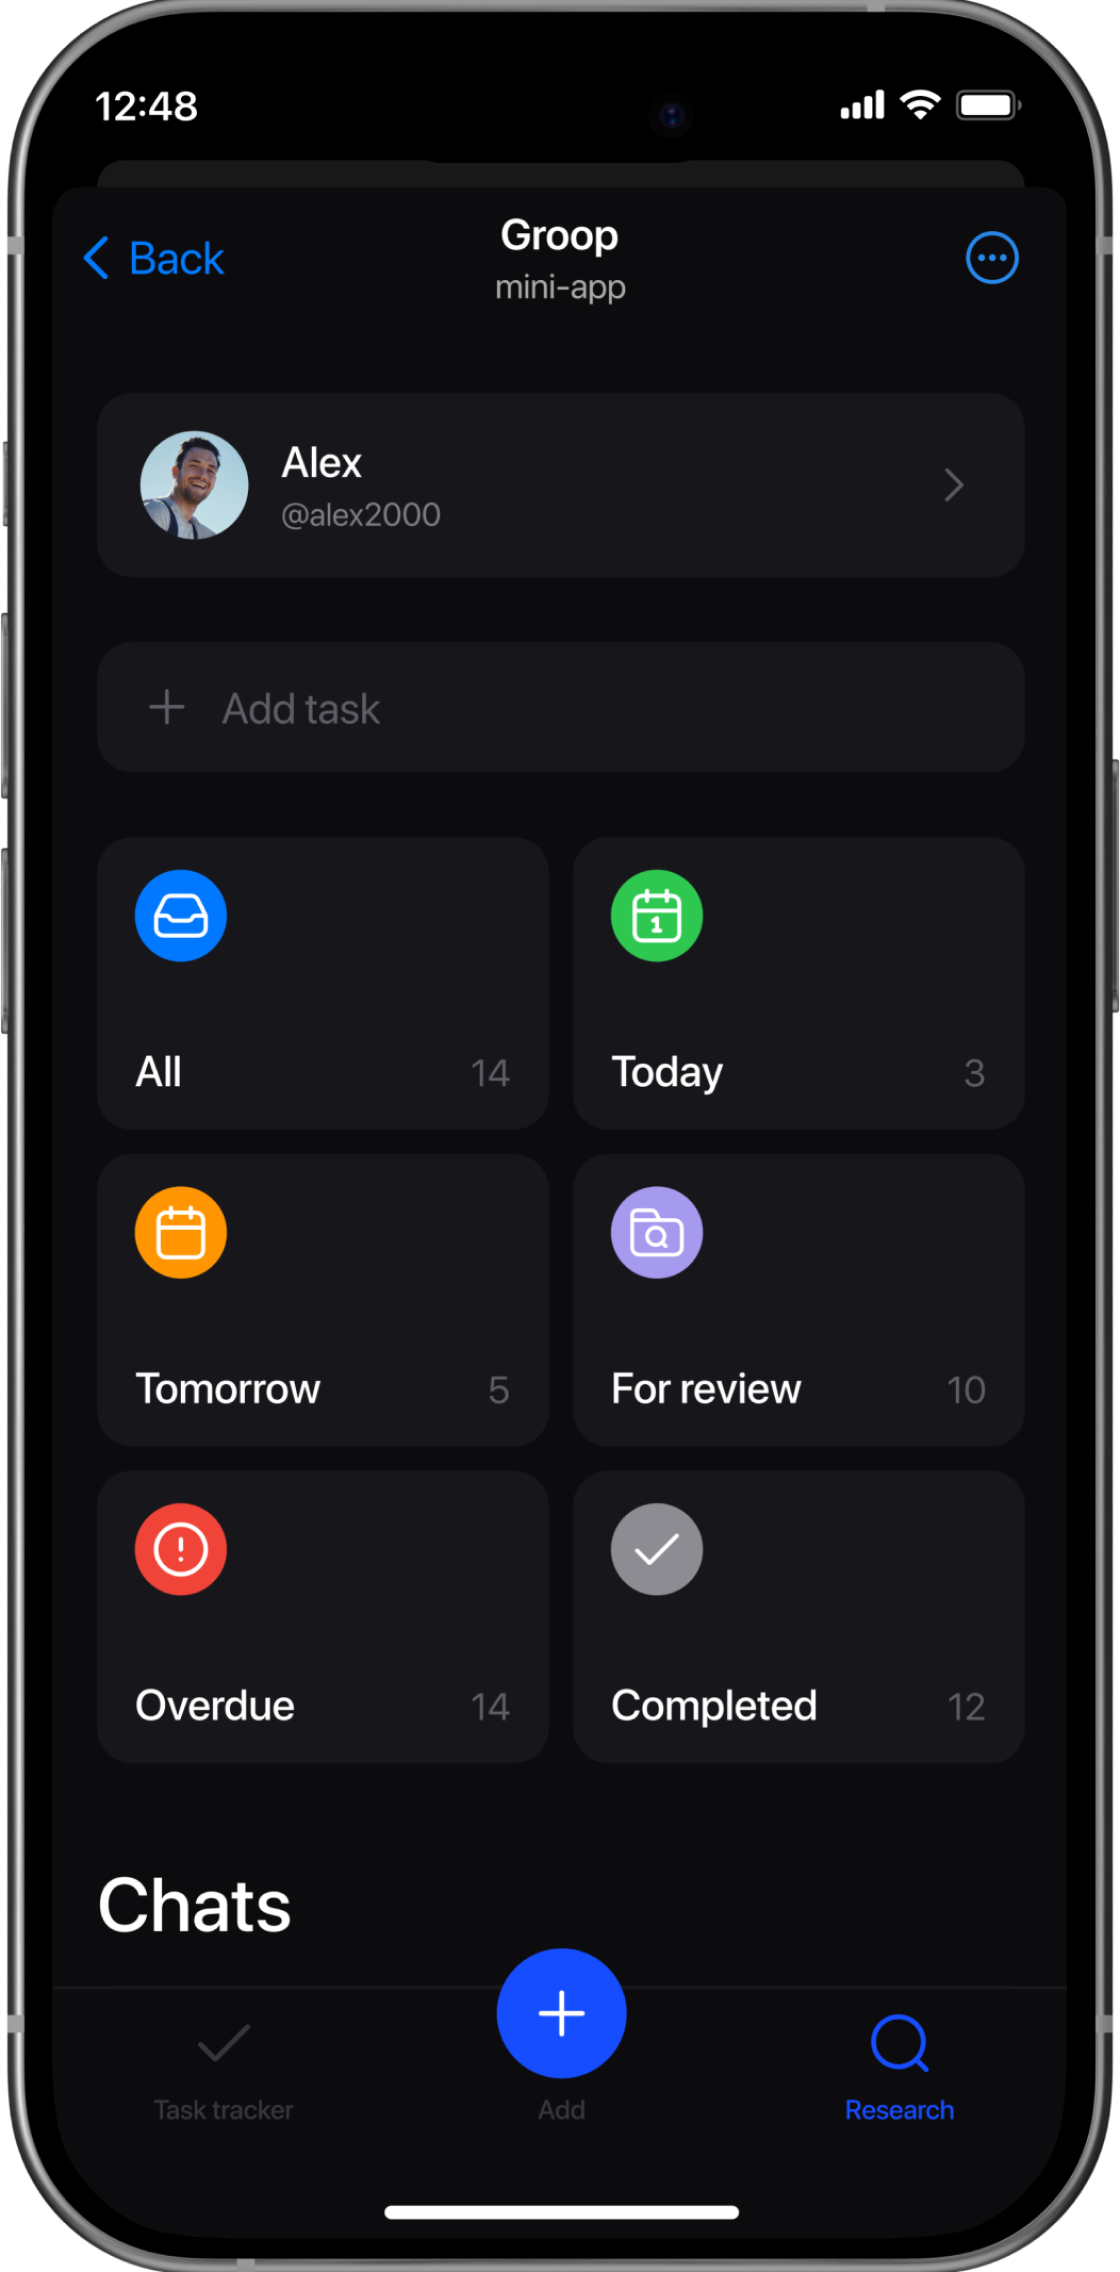 12:48
Back
Groop
mini-app
Alex
@alex2000
Add task
1
All 14
Today 3
Tomorrow 5
For review 10
Overdue 14
Completed 12
Chats
Task tracker
Add
Research